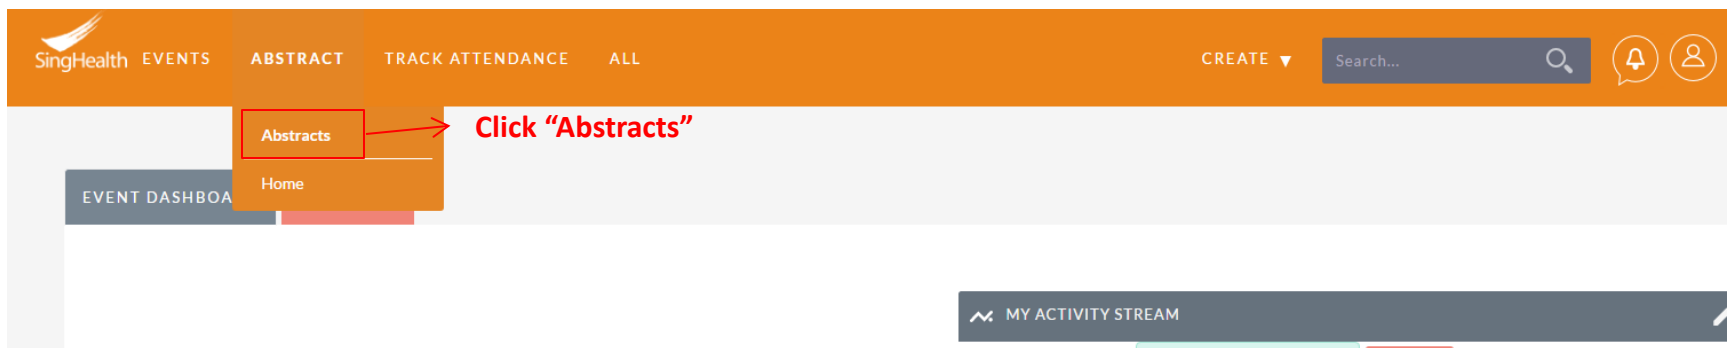 SingHealth EVENTS ABSTRACT TRACK ATTENDANCE ALL CREATE ▼ Search...
Abstracts Click “Abstracts”
Home
EVENT DASHBOA
MY ACTIVITY STREAM